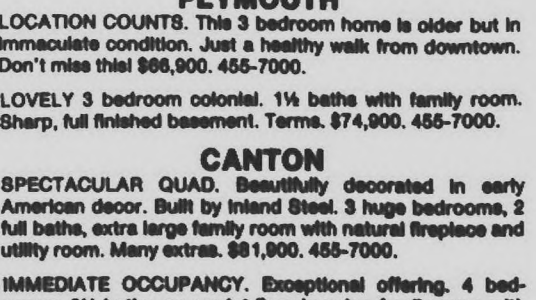 PLYMOUTH
LOCATION COUNTS. This 3 bedroom home is older but in
immaculate condition. Just a healthy walk from downtown.
Don't miss this! $66,900. 455-7000.
LOVELY 3 bedroom colonial. 1½ baths with family room.
Sharp, full finished basement. Terms. $74,900. 455-7000.
CANTON
SPECTACULAR QUAD. Beautifully decorated in early
American decor. Built by Inland Steel. 3 huge bedrooms, 2
full baths, extra large family room with natural fireplace and
utility room. Many extras. $81,900. 455-7000.
IMMEDIATE OCCUPANCY. Exceptional offering. 4 bed-